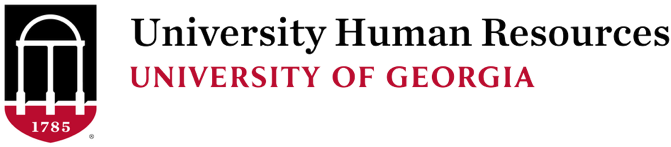 University Human Resources
UNIVERSITY OF GEORGIA
1785
®